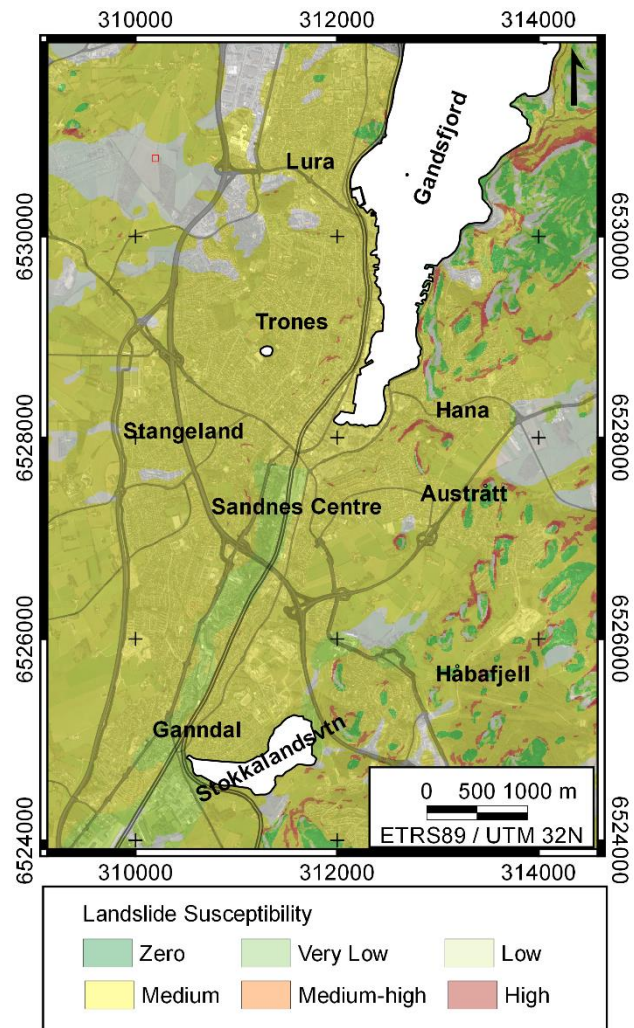 310000 312000 314000
Gandsfjord
Lura
6530000 6530000
Trones
Hana
Stangeland
6528000 6528000
Austrått
Sandnes Centre
6526000 6526000
Håbafjell
Ganndal
Stokkalandsvtn
0 500 1000 m
ETRS89 / UTM 32N
6524000 6524000
310000 312000 314000
Landslide Susceptibility
Zero Very Low Low
Medium Medium-high High